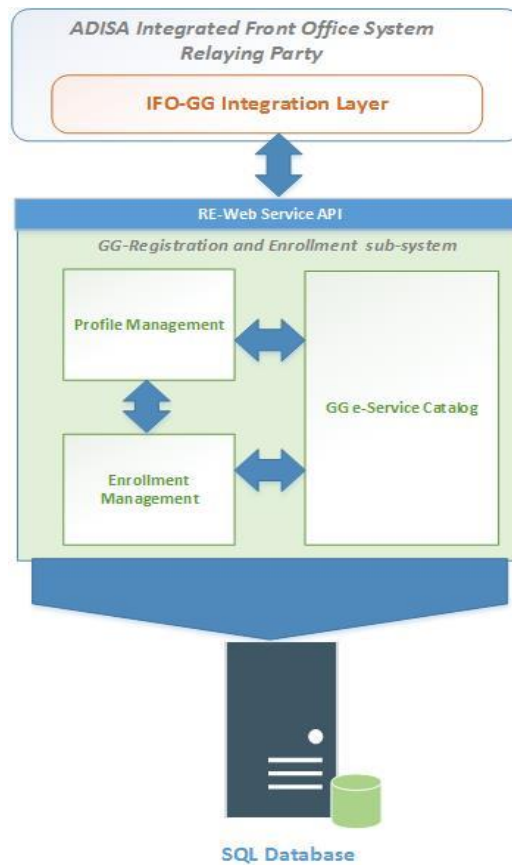 ADISA Integrated Front Office System
Relaying Party
IFO-GG Integration Layer
RE-Web Service API
GG-Registration and Enrollment sub-system
Profile Management
GG e-Service Catalog
Enrollment
Management
SQL Database